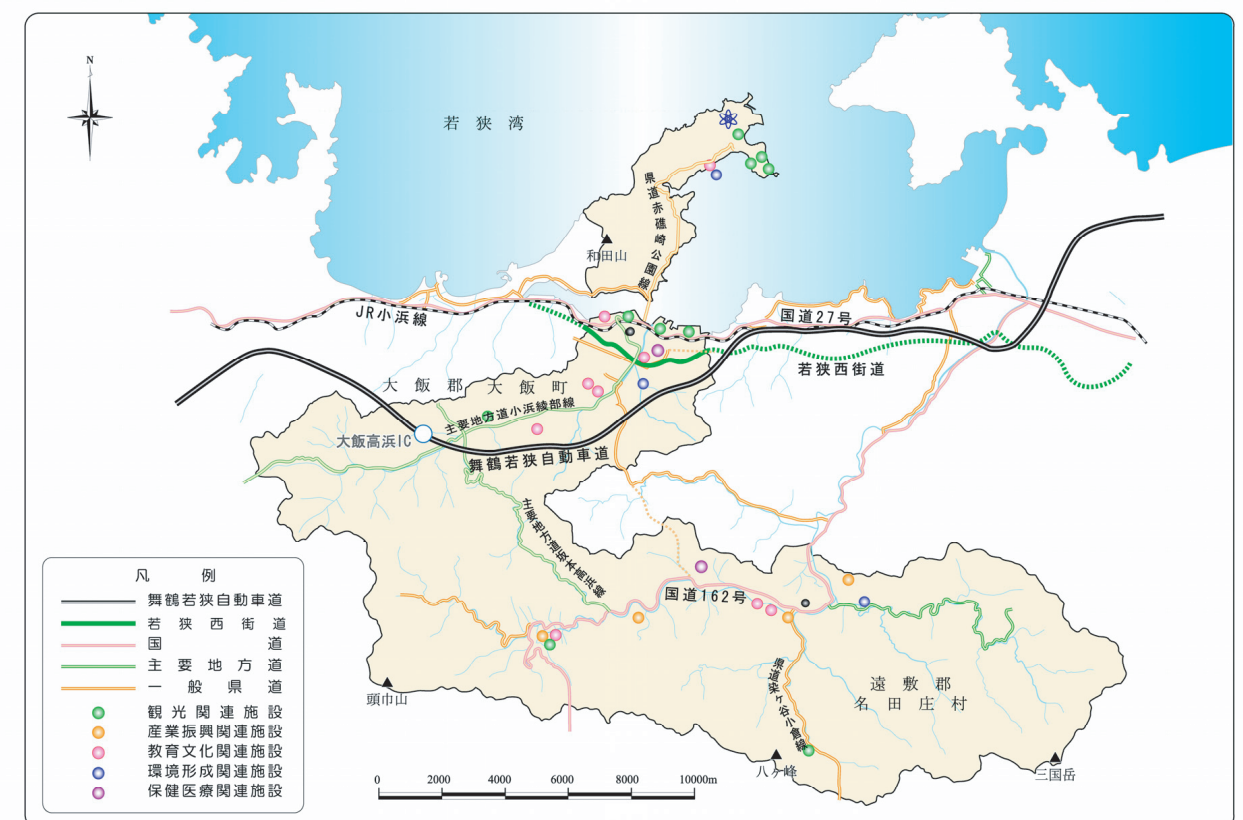 N
若狭湾
県道赤礁崎公園線
和田山
JR小浜線
国道27号
若狭西街道
大飯郡大飯町
主要地方道小浜綾部線
大飯高浜IC
舞鶴若狭自動車道
主要地方道坂本高浜線
国道162号
遠敷郡
名田庄村
県道染ヶ谷小倉線
頭巾山
八ヶ峰
三国岳
凡例
舞鶴若狭自動車道
若狭西街道
国道
主要地方道
一般県道
観光関連施設
産業振興関連施設
教育文化関連施設
環境形成関連施設
保健医療関連施設
0 2000 4000 6000 8000 10000m